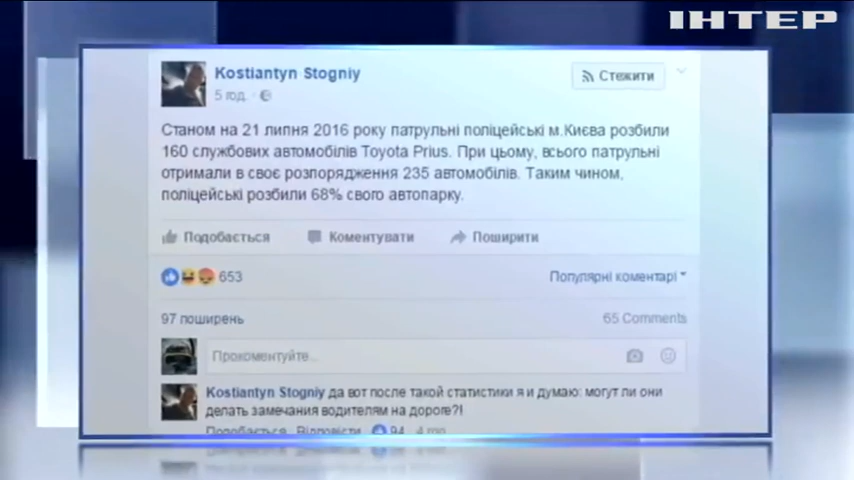 ІНТЕР
Kostiantyn Stogniy
Стежити
5 год.
Станом на 21 липня 2016 року патрульні поліцейські м.Києва розбили
160 службових автомобілів Toyota Prius. При цьому, всього патрульні
отримали в своє розпорядження 235 автомобілів. Таким чином,
поліцейські розбили 68% свого автопарку.
Подобається Коментувати Поширити
653 Популярні коментарі
97 поширень 65 Comments
Прокоментуйте...
Kostiantyn Stogniy да вот после такой статистики я и думаю: могут ли они
делать замечания водителям на дороге?!
Подобається Відповісти 94 4 год